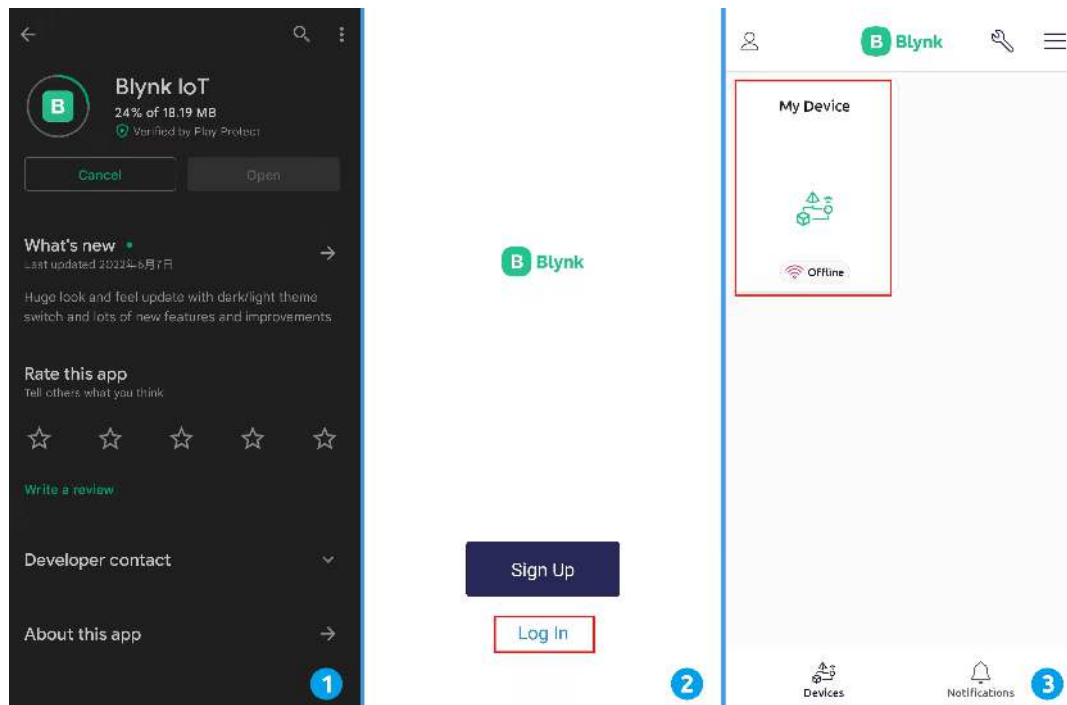 Blynk IoT
24% of 18.19 MB
Verified by Play Protect
Cancel
Open
What's new
Last updated 2022年6月7日
Huge look and feel update with dark/light theme
switch and lots of new features and improvements
Rate this app
Tell others what you think
Write a review
Developer contact
About this app
1
B Blynk
Sign Up
Log In
2
B Blynk
My Device
Offline
Devices
Notifications
3